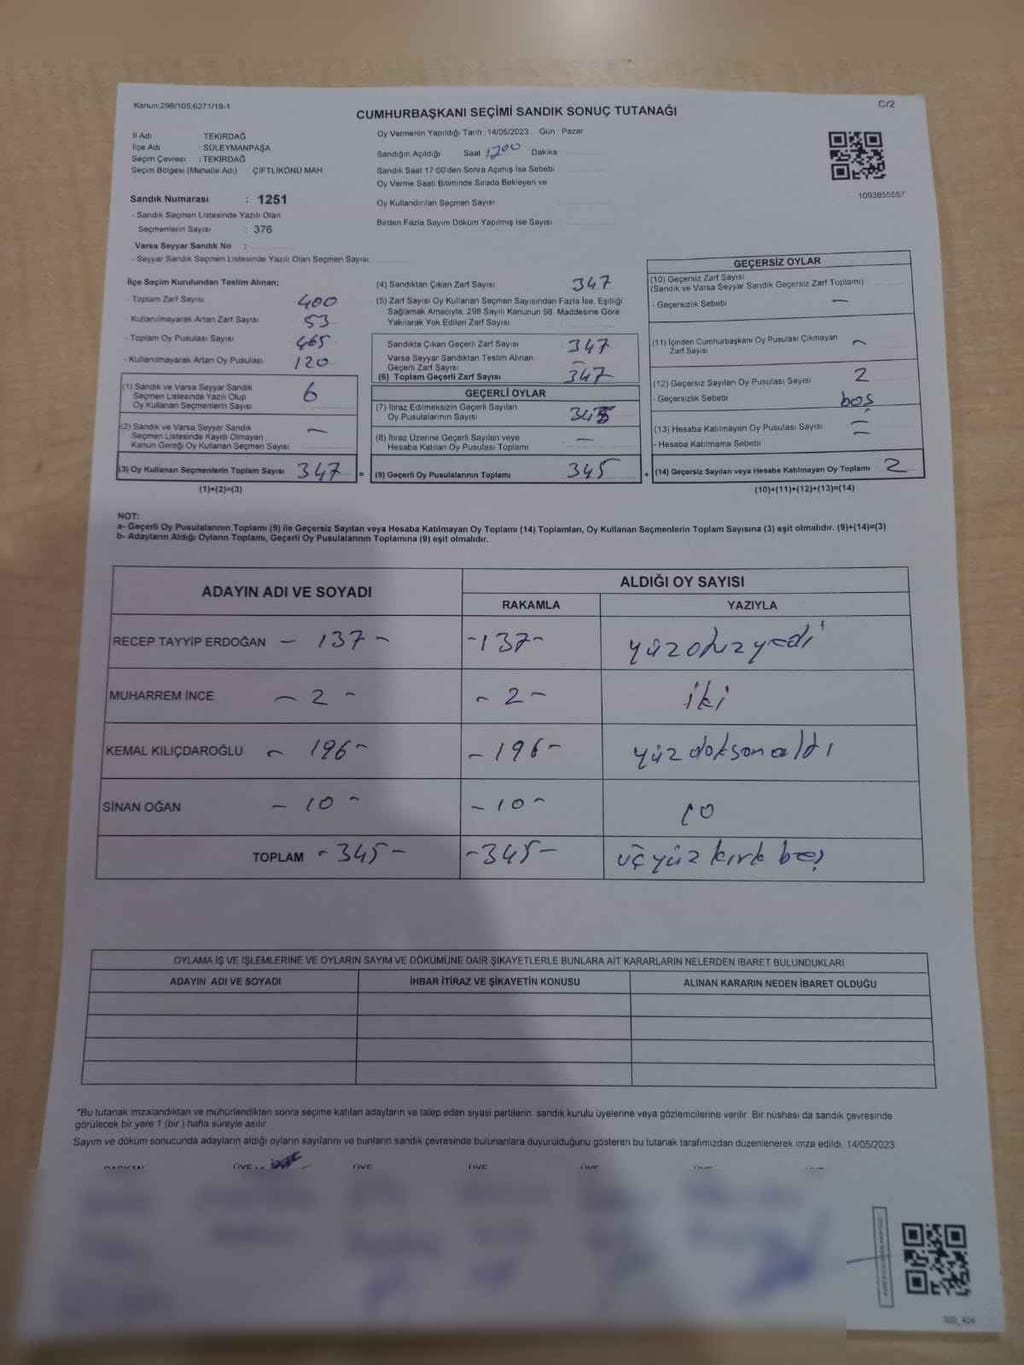 Kanun:298/105;6271/19-1
C/2
CUMHURBAŞKANI SEÇİMİ SANDIK SONUÇ TUTANAĞI
İl Adı TEKİRDAĞ
İlçe Adı : SÜLEYMANPAŞA
Seçim Çevresi : TEKİRDAĞ
Seçim Bölgesi (Mahalle Adı) ÇİFTLİKÖNÜ MAH
Sandık Numarası : 1251
- Sandık Seçmen Listesinde Yazılı Olan
Seçmenlerin Sayısı : 376
Varsa Seyyar Sandık No :
- Seyyar Sandık Seçmen Listesinde Yazılı Olan Seçmen Sayısı
Oy Vermenin Yapıldığı Tarih : 14/05/2023 Gün : Pazar
Sandığın Açıldığı Saat Dakika
Sandık Saat 17:00'den Sonra Açımış İse Sebebi
Oy Verme Saati Bitiminde Sırada Bekleyen ve
Oy Kullandırılan Seçmen Sayısı
Birden Fazla Sayım Döküm Yapılmış İse Sayısı
1093855557
İlçe Seçim Kurulundan Teslim Alınan;
- Toplam Zarf Sayısı 400
- Kullanılmayarak Artan Zarf Sayısı 53
- Toplam Oy Pusulası Sayısı 465
- Kullanılmayarak Artan Oy Pusulası 120
(1) Sandık ve Varsa Seyyar Sandık
Seçmen Listesinde Yazılı Olup
Oy Kullanan Seçmenlerin Sayısı 6
(2) Sandık ve Varsa Seyyar Sandık
Seçmen Listesinde Kayıtlı Olmayan
Kanun Gereği Oy Kullanan Seçmen Sayısı —
(3) Oy Kullanan Seçmenlerin Toplam Sayısı 347 =
(1)+(2)=(3)
(4) Sandıktan Çıkan Zarf Sayısı 347
(5) Zarf Sayısı Oy Kullanan Seçmen Sayısından Fazla İse, Eşitliği
Sağlamak Amacıyla, 298 Sayılı Kanunun 98. Maddesine Göre
Yakılarak Yok Edilen Zarf Sayısı
Sandıkta Çıkan Geçerli Zarf Sayısı 347
Varsa Seyyar Sandıktan Teslim Alınan
Geçerli Zarf Sayısı —
(6) Toplam Geçerli Zarf Sayısı 347
GEÇERLİ OYLAR
(7) İtiraz Edilmeksizin Geçerli Sayılan
Oy Pusulalarının Sayısı 345
(8) İtiraz Üzerine Geçerli Sayılan veya
Hesaba Katılan Oy Pusulası Toplamı —
(9) Geçerli Oy Pusulalarının Toplamı 345 +
GEÇERSİZ OYLAR
(10) Geçersiz Zarf Sayısı
(Sandık ve Varsa Seyyar Sandık Geçersiz Zarf Toplamı)
- Geçersizlik Sebebi —
(11) İçinden Cumhurbaşkanı Oy Pusulası Çıkmayan
Zarf Sayısı —
(12) Geçersiz Sayılan Oy Pusulası Sayısı 2
- Geçersizlik Sebebi boş
(13) Hesaba Katılmayan Oy Pusulası Sayısı —
- Hesaba Katılmama Sebebi —
(14) Geçersiz Sayılan veya Hesaba Katılmayan Oy Toplamı 2
(10)+(11)+(12)+(13)=(14)
NOT:
a- Geçerli Oy Pusulalarının Toplamı (9) ile Geçersiz Sayılan veya Hesaba Katılmayan Oy Toplamı (14) Toplamları, Oy Kullanan Seçmenlerin Toplam Sayısına (3) eşit olmalıdır. (9)+(14)=(3)
b- Adayların Aldığı Oyların Toplamı, Geçerli Oy Pusulalarının Toplamına (9) eşit olmalıdır.
ADAYIN ADI VE SOYADI
ALDIĞI OY SAYISI
RAKAMLA YAZIYLA
RECEP TAYYİP ERDOĞAN - 137 - -137- yüzotuzyedi
MUHARREM İNCE - 2 - - 2 - iki
KEMAL KILIÇDAROĞLU - 196 - - 196 - yüzdoksanaltı
SİNAN OĞAN - 10 - - 10 - 10
TOPLAM - 345 - -345- üçyüz kırk beş
OYLAMA İŞ VE İŞLEMLERİNE VE OYLARIN SAYIM VE DÖKÜMÜNE DAİR ŞİKAYETLERLE BUNLARA AİT KARARLARIN NELERDEN İBARET BULUNDUKLARI
ADAYIN ADI VE SOYADI İHBAR İTİRAZ VE ŞİKAYETİN KONUSU ALINAN KARARIN NEDEN İBARET OLDUĞU
"Bu tutanak imzalandıktan ve mühürlendikten sonra seçime katılan adayların ve talep eden siyasi partilerin sandık kurulu üyelerine veya gözlemcilerine verilir. Bir nüshası da sandık çevresinde
görülecek bir yere 1 (bir) hafta süreyle asılır.
Sayım ve döküm sonucunda adayların aldığı oyların sayılarını ve bunların sandık çevresinde bulunanlara duyurulduğunu gösteren bu tutanak tarafımızdan düzenlenerek imza edildi. 14/05/2023
BAŞKAN ÜYE ÜYE ÜYE ÜYE ÜYE